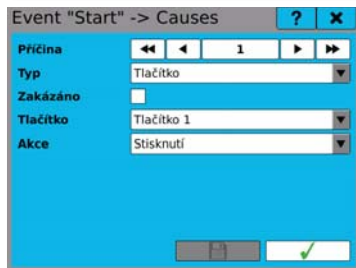 Event "Start" -> Causes ? ×
Příčina 1
Typ Tlačítko
Zakázáno
Tlačítko Tlačítko 1
Akce Stisknutí